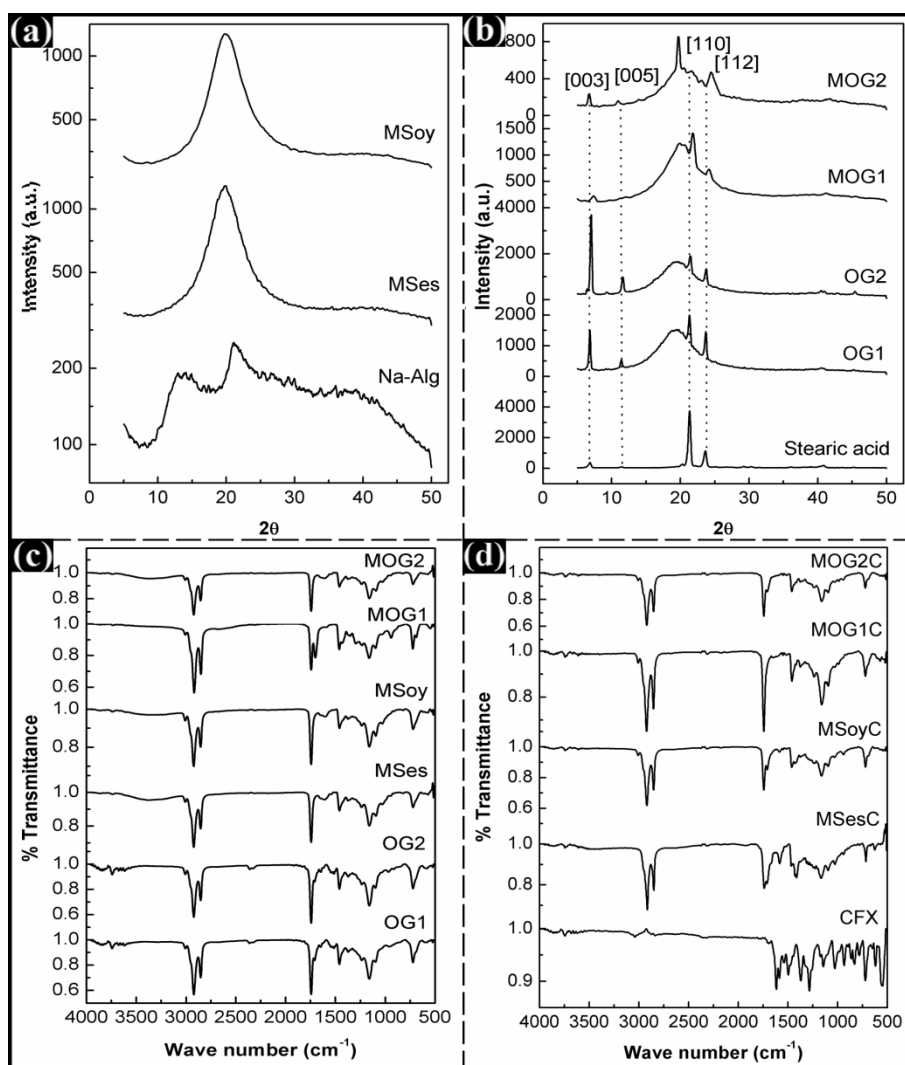 (a)
1000
500
MSoy
1000
500
MSes
200
100
Na-Alg
0 10 20 30 40 50
2θ
Intensity (a.u.)
(b)
[003] [005] [110] [112]
800
400
0
MOG2
1500
1000
500
MOG1
4000
2000
0
OG2
2000
1000
0
OG1
4000
2000
0
Stearic acid
0 10 20 30 40 50
2θ
Intensity (a.u.)
(c)
MOG2
1.0
0.8
MOG1
1.0
0.8
0.6
MSoy
1.0
0.8
MSes
1.0
0.8
OG2
1.0
0.8
0.6
OG1
1.0
0.8
0.6
4000 3500 3000 2500 2000 1500 1000 500
Wave number (cm⁻¹)
% Transmittance
(d)
MOG2C
1.0
0.8
0.6
MOG1C
1.0
0.8
MSoyC
1.0
0.8
0.6
MSesC
1.0
0.8
CFX
1.0
0.9
4000 3500 3000 2500 2000 1500 1000 500
Wave number (cm⁻¹)
% Transmittance